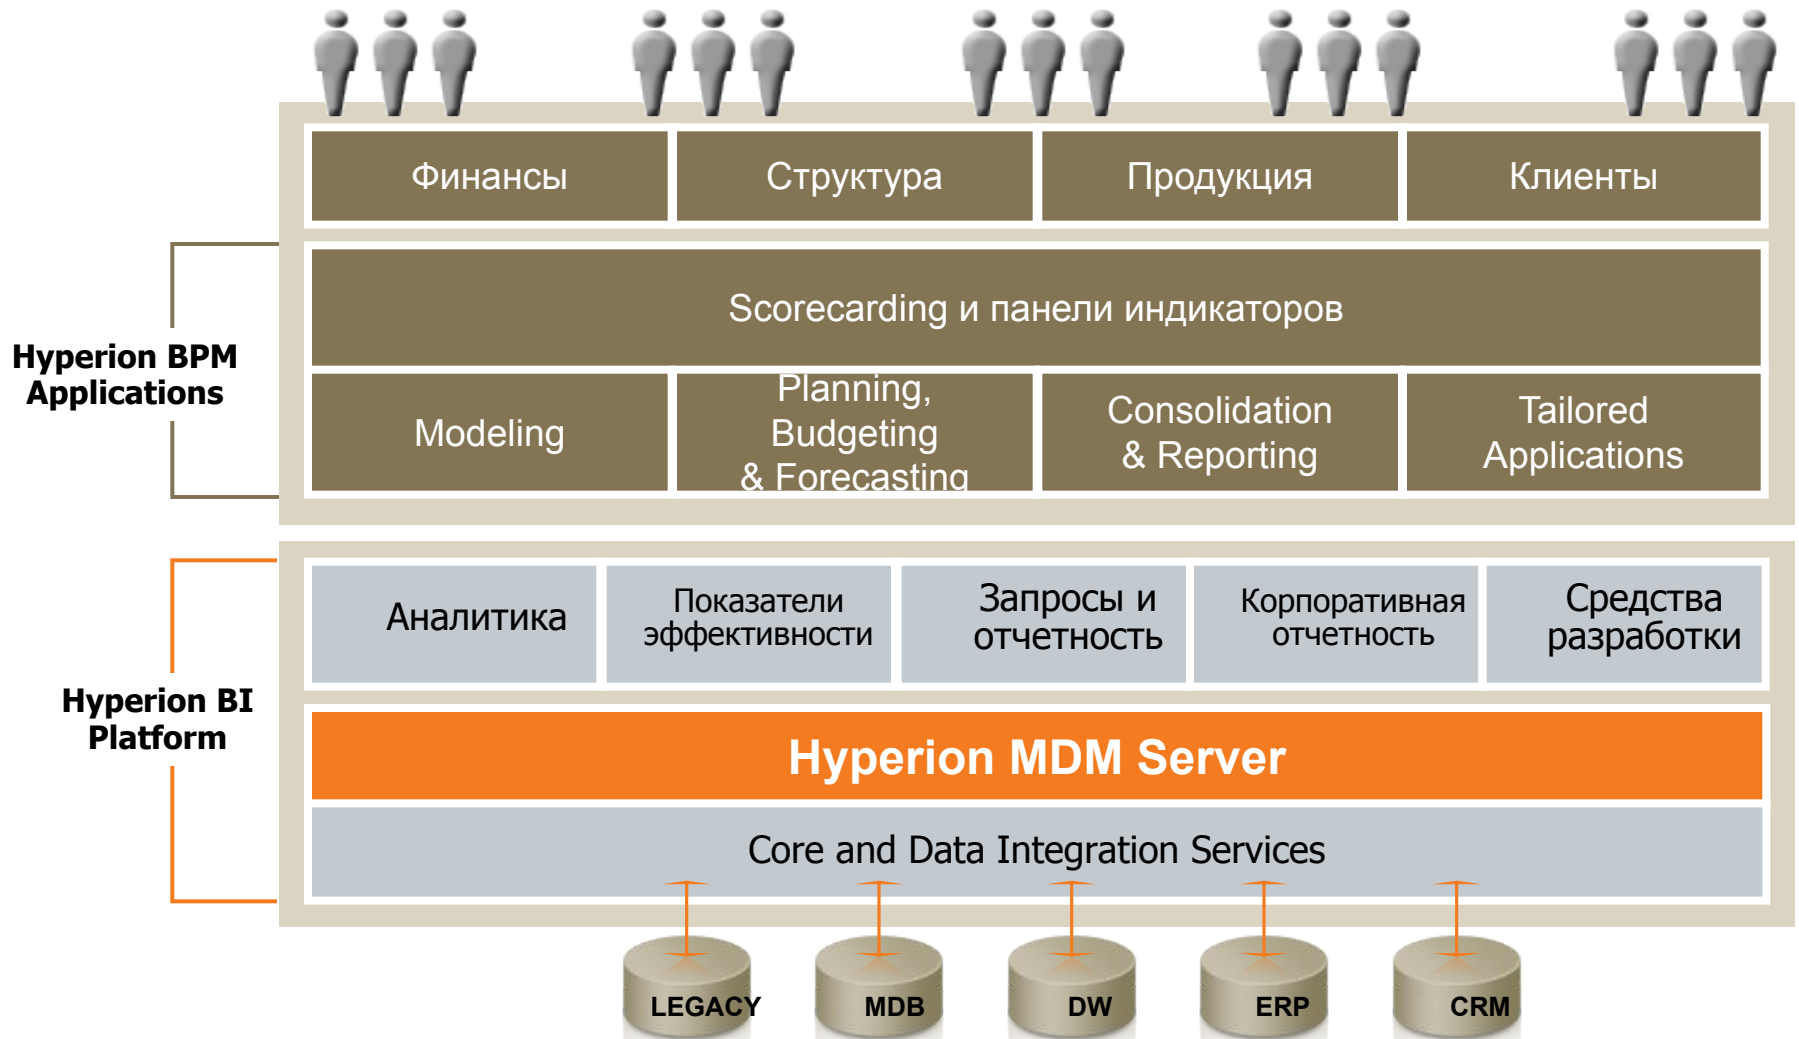 Финансы
Структура
Продукция
Клиенты
Hyperion BPM
Applications
Scorecarding и панели индикаторов
Modeling
Planning,
Budgeting
& Forecasting
Consolidation
& Reporting
Tailored
Applications
Hyperion BI
Platform
Аналитика
Показатели
эффективности
Запросы и
отчетность
Корпоративная
отчетность
Средства
разработки
Hyperion MDM Server
Core and Data Integration Services
LEGACY
MDB
DW
ERP
CRM